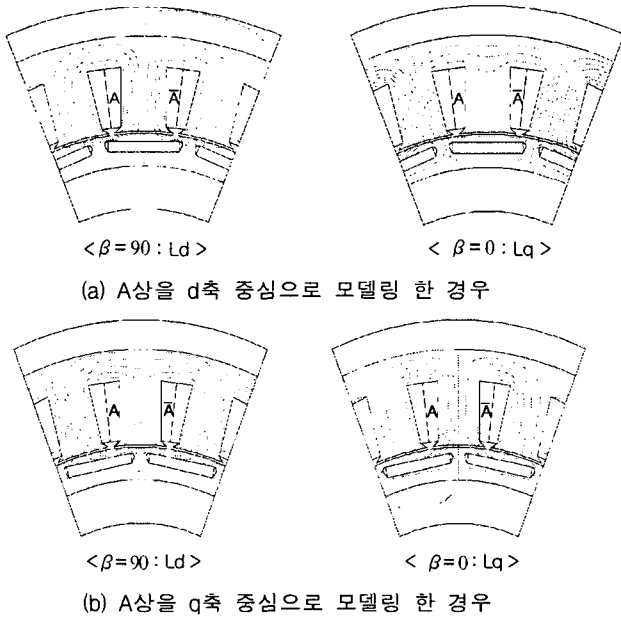 A Ā A Ā
< β=90 : Ld > < β=0 : Lq >
(a) A상을 d축 중심으로 모델링 한 경우
A Ā A Ā
< β=90 : Ld > < β=0 : Lq >
(b) A상을 q축 중심으로 모델링 한 경우